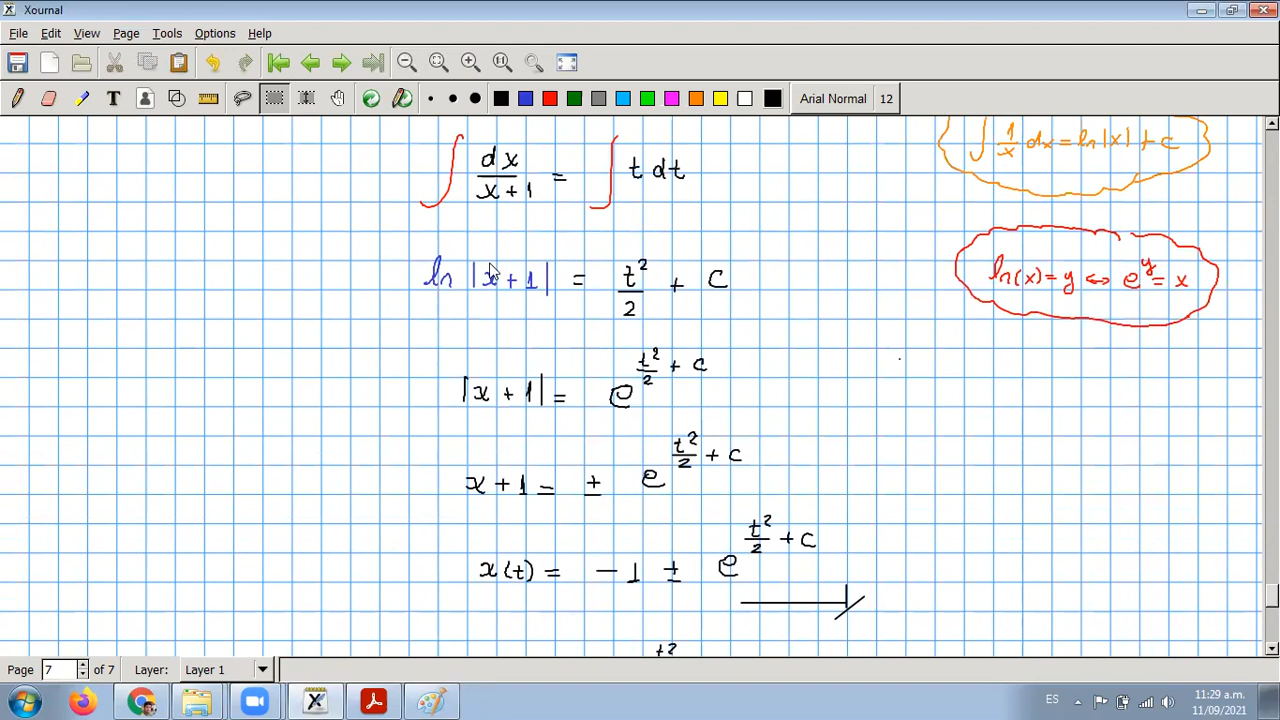 Xournal
File Edit View Page Tools Options Help
Arial Normal 12
∫ 1/x dx = ln|x| + c
∫ dx/(x+1) = ∫ t dt
ln(x) = y ↔ e^y = x
ln |x+1| = t²/2 + C
|x+1| = e^(t²/2 + c)
x+1 = ± e^(t²/2 + c)
x(t) = -1 ± e^(t²/2 + c)
t²
Page 7 of 7 Layer: Layer 1
ES 11:29 a.m.
11/09/2021